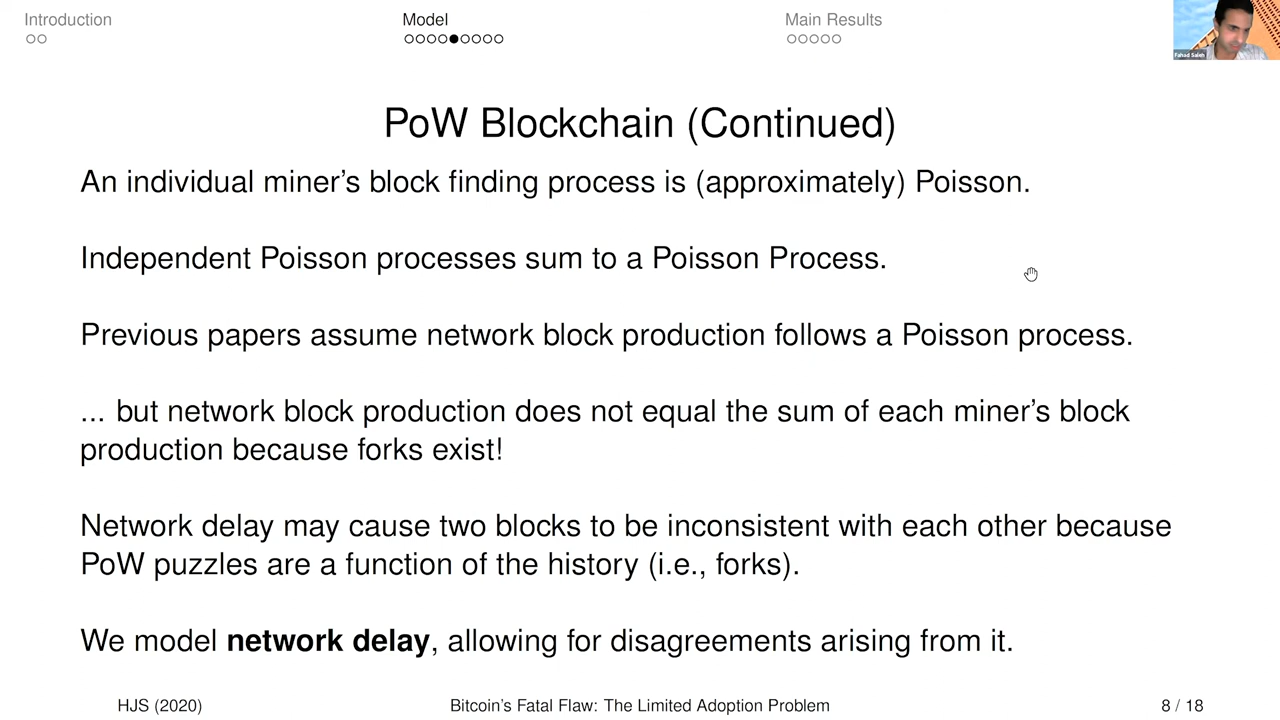 Introduction
Model
Main Results
Fahad Saleh
PoW Blockchain (Continued)
An individual miner's block finding process is (approximately) Poisson.
Independent Poisson processes sum to a Poisson Process.
Previous papers assume network block production follows a Poisson process.
... but network block production does not equal the sum of each miner's block
production because forks exist!
Network delay may cause two blocks to be inconsistent with each other because
PoW puzzles are a function of the history (i.e., forks).
We model network delay, allowing for disagreements arising from it.
HJS (2020)
Bitcoin's Fatal Flaw: The Limited Adoption Problem
8 / 18